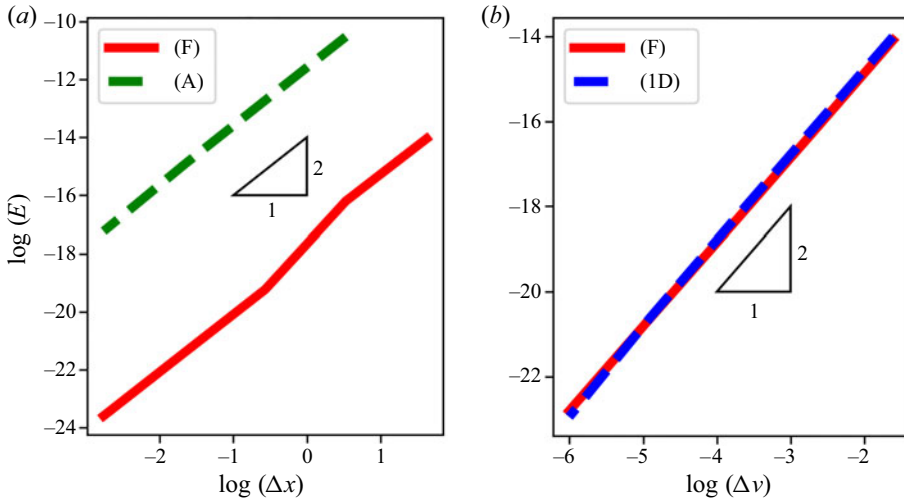 (a)
−10
−12
−14
−16
−18
−20
−22
−24
log (E)
(F)
(A)
2
1
−2
−1
0
1
log (Δx)
(b)
−14
−16
−18
−20
−22
(F)
(1D)
2
1
−6
−5
−4
−3
−2
log (Δv)